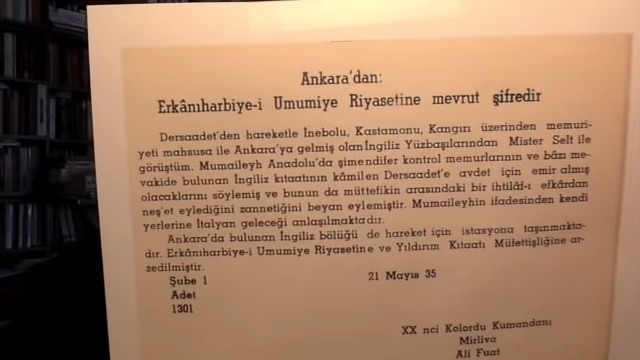 Ankara'dan:
Erkânıharbiye-i Umumiye Riyasetine mevrut şifredir
Dersaadet'den hareketle İnebolu, Kastamonu, Kangırı üzerinden memuri-
yeti mahsusa ile Ankara'ya gelmiş olan İngiliz Yüzbaşılarından Mister Selt ile
görüştüm. Mumaileyh Anadolu'da şimendifer kontrol memurlarının ve bâzı me-
vakide bulunan İngiliz kıtaatının kâmilen Dersaadet'e avdet için emir almış
olacaklarını söylemiş ve bunun da müttefikin arasındaki bir ihtilâf-ı efkârdan
neş'et eylediğini zannetiğini beyan eylemiştir. Mumaileyhin ifadesinden kendi
yerlerine İtalyan geleceği anlaşılmaktadır.
Ankara'da bulunan İngiliz bölüğü de hareket için istasyona taşınmakta-
dır. Erkânıharbiye-i Umumiye Riyasetine ve Yıldırım Kıtaatı Müfettişliğine ar-
zedilmiştir.
Şube 1 21 Mayıs 35
Adet
1301
XX nci Kolordu Kumandanı
Mirliva
Ali Fuat